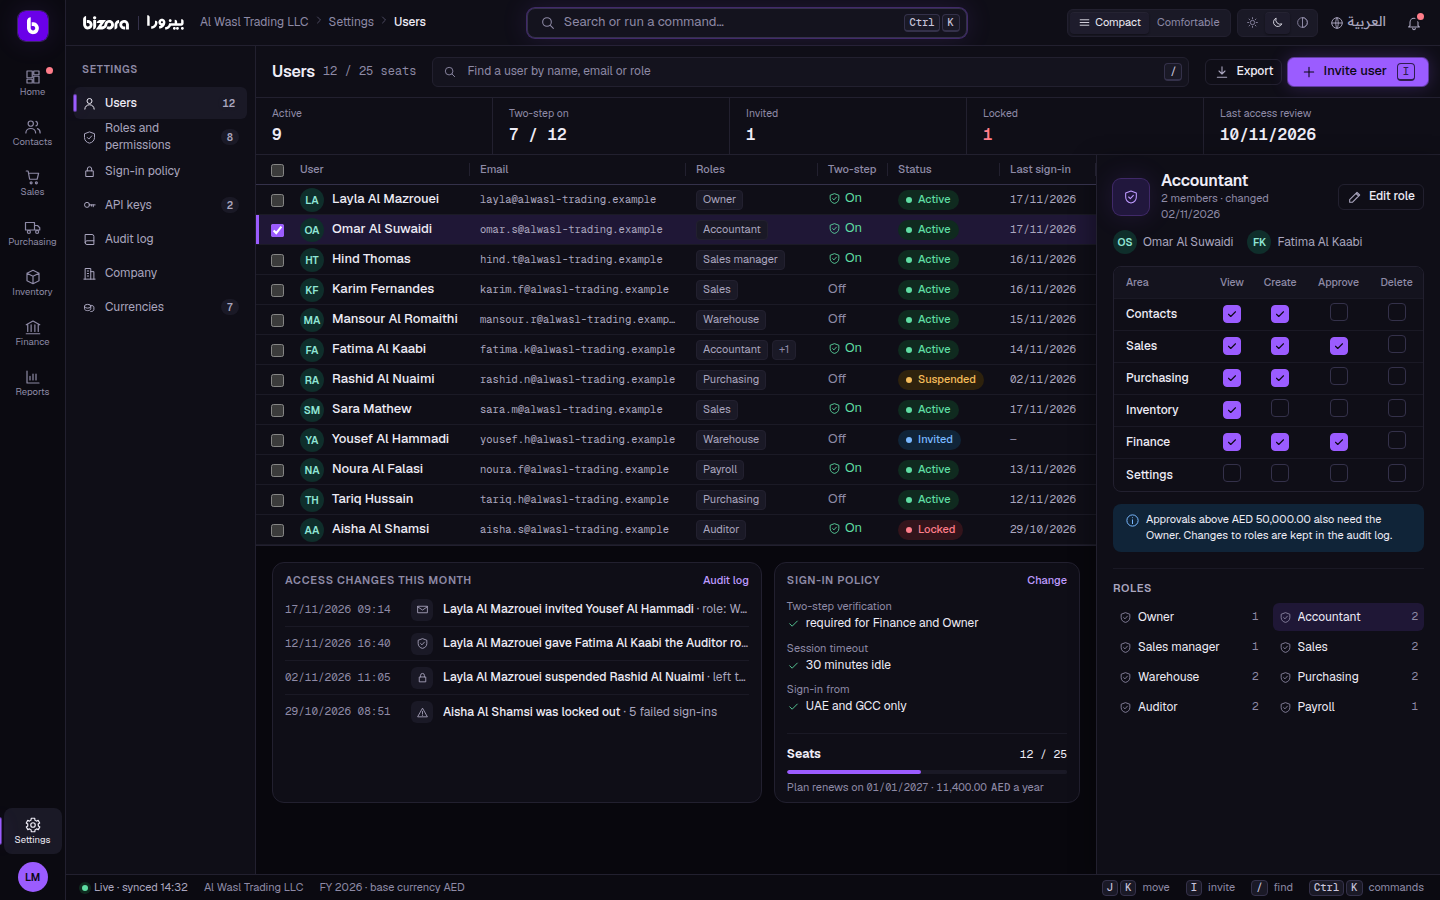 bizora | بيزورا Al Wasl Trading LLC > Settings > Users
Search or run a command… Ctrl K
Compact Comfortable
العربية
Home
Contacts
Sales
Purchasing
Inventory
Finance
Reports
Settings
LM
SETTINGS
Users 12
Roles and permissions 8
Sign-in policy
API keys 2
Audit log
Company
Currencies 7
Users 12 / 25 seats
Find a user by name, email or role /
Export
Invite user I
Active
9
Two-step on
7 / 12
Invited
1
Locked
1
Last access review
10/11/2026
User Email Roles Two-step Status Last sign-in
LA Layla Al Mazrouei layla@alwasl-trading.example Owner On Active 17/11/2026
OA Omar Al Suwaidi omar.s@alwasl-trading.example Accountant On Active 17/11/2026
HT Hind Thomas hind.t@alwasl-trading.example Sales manager On Active 16/11/2026
KF Karim Fernandes karim.f@alwasl-trading.example Sales Off Active 16/11/2026
MA Mansour Al Romaithi mansour.r@alwasl-trading.examp… Warehouse Off Active 15/11/2026
FA Fatima Al Kaabi fatima.k@alwasl-trading.example Accountant +1 On Active 14/11/2026
RA Rashid Al Nuaimi rashid.n@alwasl-trading.example Purchasing Off Suspended 02/11/2026
SM Sara Mathew sara.m@alwasl-trading.example Sales On Active 17/11/2026
YA Yousef Al Hammadi yousef.h@alwasl-trading.example Warehouse Off Invited –
NA Noura Al Falasi noura.f@alwasl-trading.example Payroll On Active 13/11/2026
TH Tariq Hussain tariq.h@alwasl-trading.example Purchasing Off Active 12/11/2026
AA Aisha Al Shamsi aisha.s@alwasl-trading.example Auditor On Locked 29/10/2026
ACCESS CHANGES THIS MONTH Audit log
17/11/2026 09:14 Layla Al Mazrouei invited Yousef Al Hammadi · role: W…
12/11/2026 16:40 Layla Al Mazrouei gave Fatima Al Kaabi the Auditor ro…
02/11/2026 11:05 Layla Al Mazrouei suspended Rashid Al Nuaimi · left t…
29/10/2026 08:51 Aisha Al Shamsi was locked out · 5 failed sign-ins
SIGN-IN POLICY Change
Two-step verification
required for Finance and Owner
Session timeout
30 minutes idle
Sign-in from
UAE and GCC only
Seats 12 / 25
Plan renews on 01/01/2027 · 11,400.00 AED a year
Accountant
2 members · changed
02/11/2026
Edit role
OS Omar Al Suwaidi FK Fatima Al Kaabi
Area View Create Approve Delete
Contacts
Sales
Purchasing
Inventory
Finance
Settings
Approvals above AED 50,000.00 also need the
Owner. Changes to roles are kept in the audit log.
ROLES
Owner 1 Accountant 2
Sales manager 1 Sales 2
Warehouse 2 Purchasing 2
Auditor 2 Payroll 1
Live · synced 14:32 Al Wasl Trading LLC FY 2026 · base currency AED
J K move I invite / find Ctrl K commands